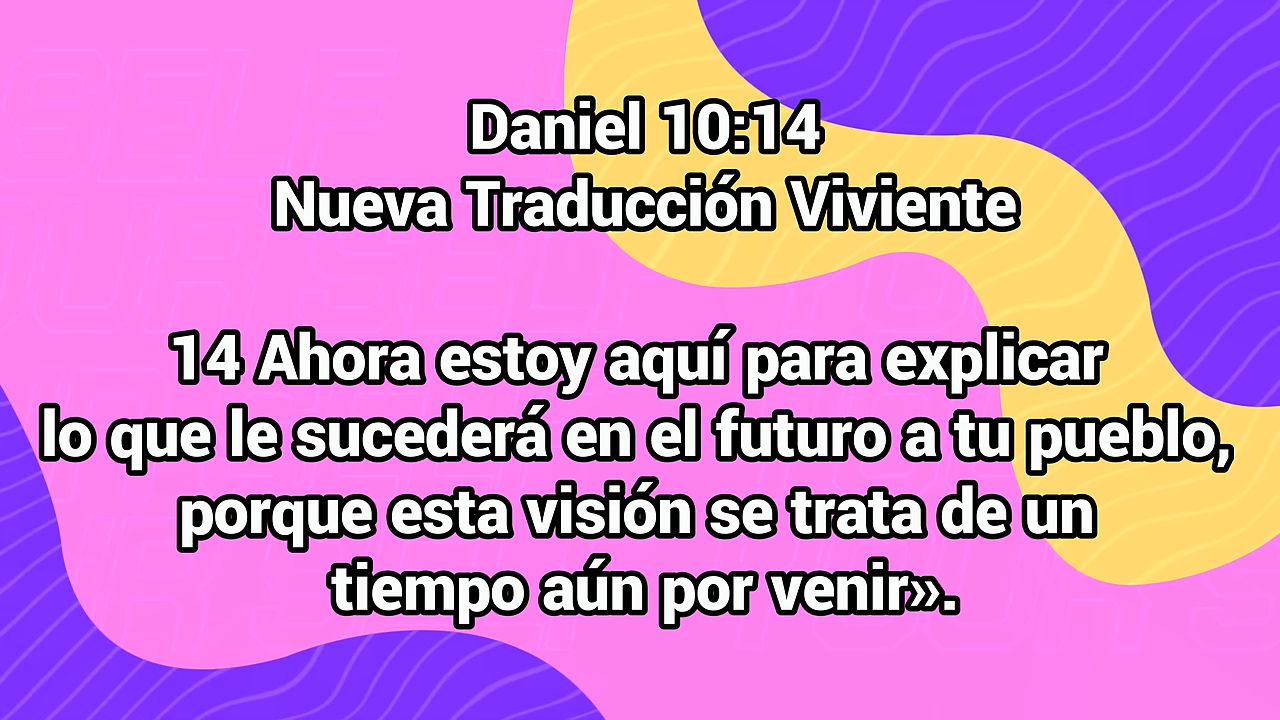 Daniel 10:14
Nueva Traducción Viviente
14 Ahora estoy aquí para explicar
lo que le sucederá en el futuro a tu pueblo,
porque esta visión se trata de un
tiempo aún por venir».